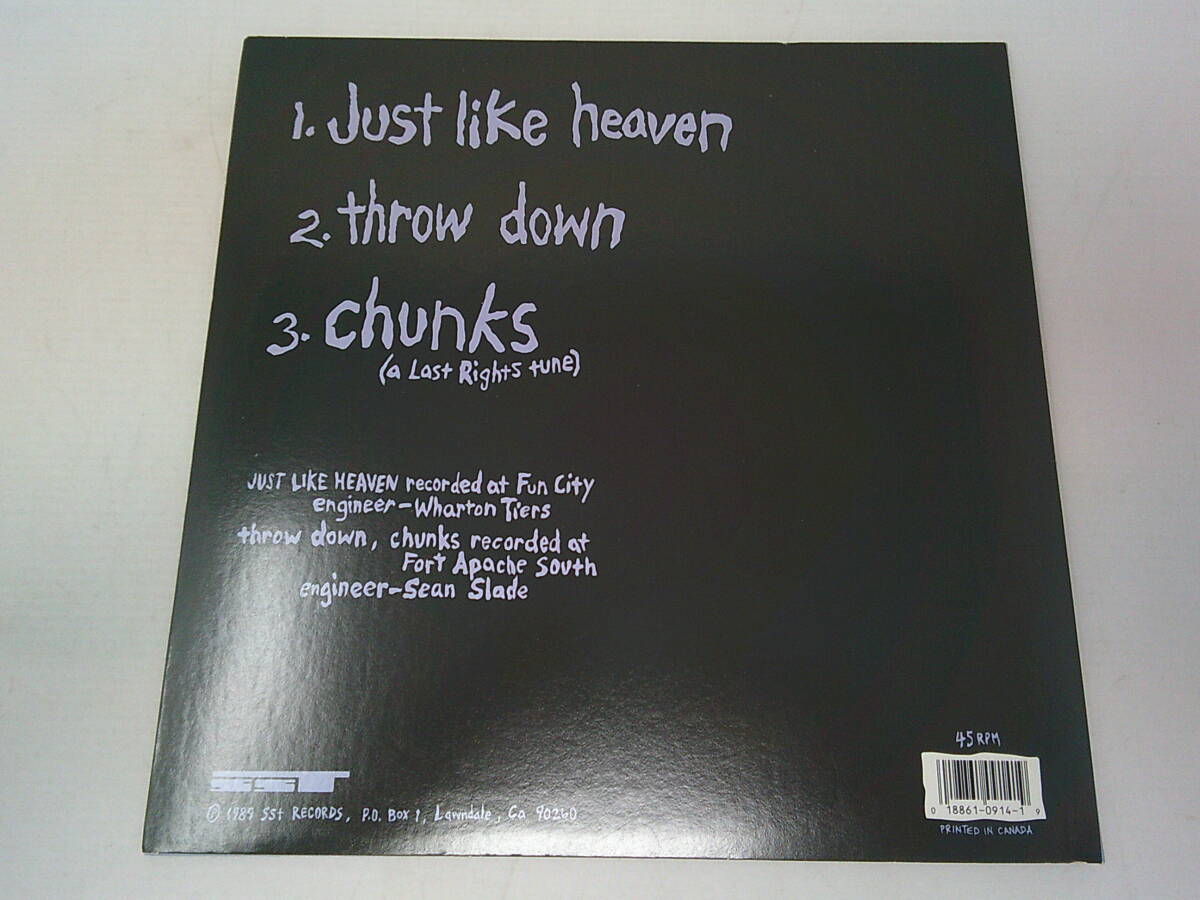 1. Just like heaven
2. throw down
3. chunks
(a Last Rights tune)
JUST LIKE HEAVEN recorded at Fun City
engineer-Wharton Tiers
throw down, chunks recorded at
Fort Apache South
engineer-Sean Slade
45 RPM
SST
0 18861-0914-1 9
℗ 1989 SSt RECORDS, P.O. Box 1, Lawndale, Ca 90260
PRINTED IN CANADA